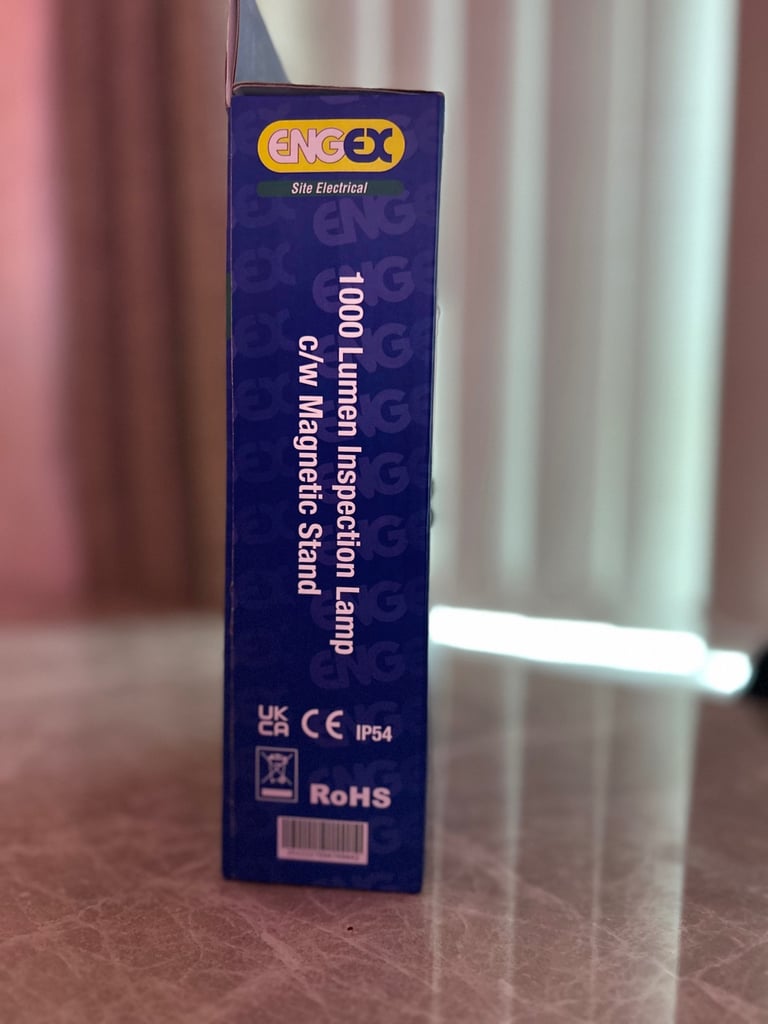 ENGEX
Site Electrical
1000 Lumen Inspection Lamp
c/w Magnetic Stand
UK
CA
CE
IP54
RoHS